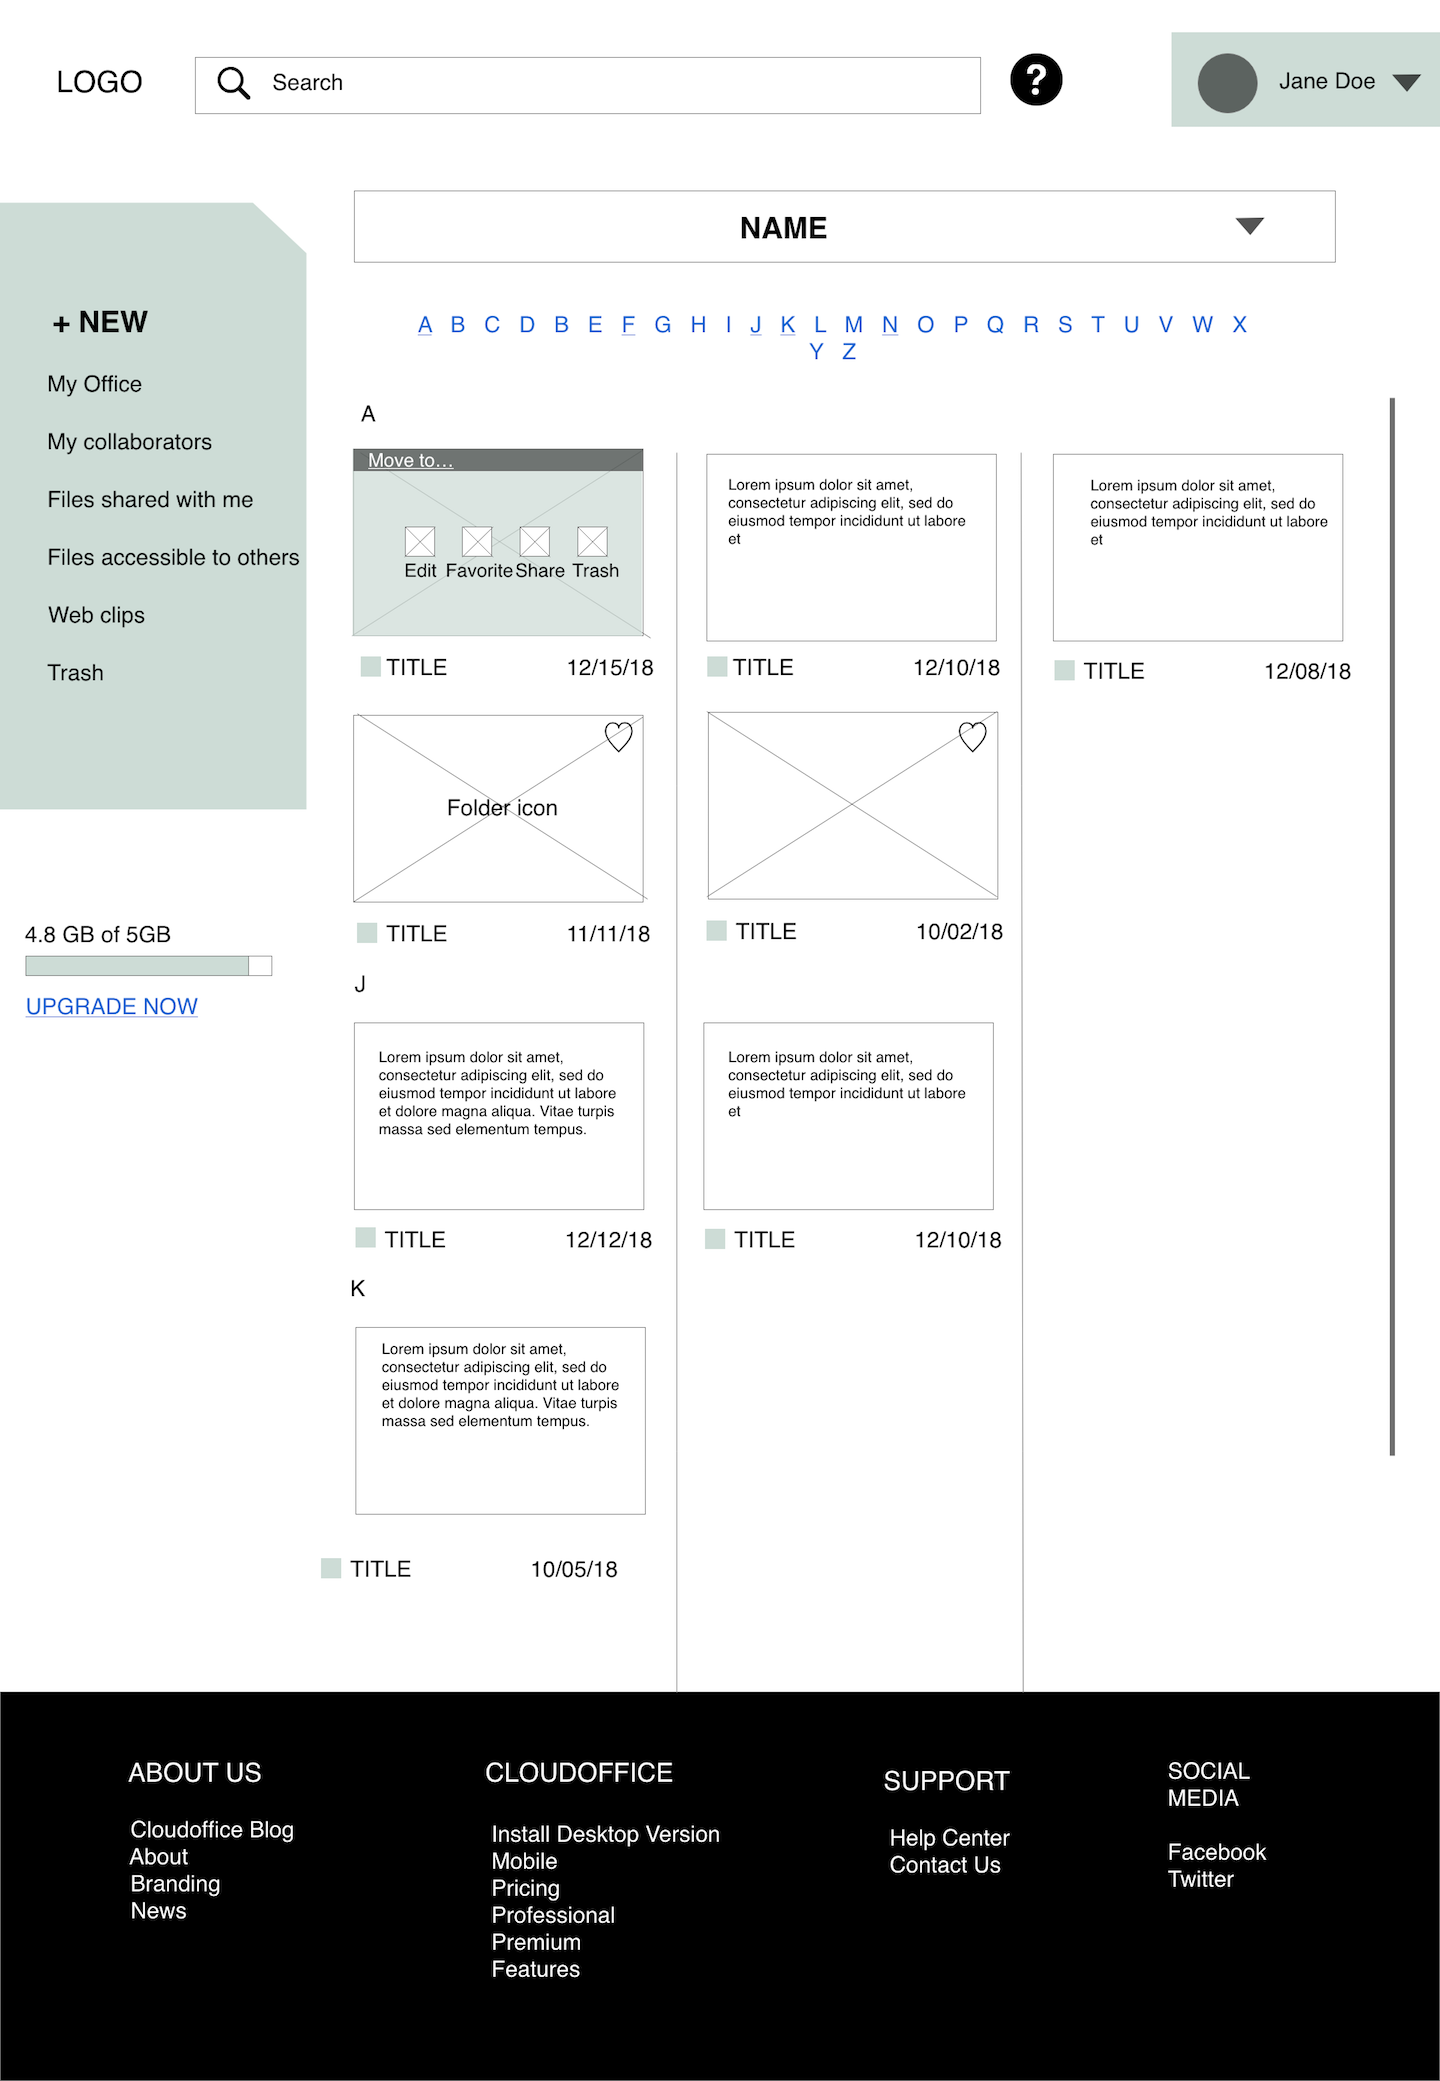 LOGO
Search
?
Jane Doe
NAME
+ NEW
My Office
My collaborators
Files shared with me
Files accessible to others
Web clips
Trash
4.8 GB of 5GB
UPGRADE NOW
A B C D B E F G H I J K L M N O P Q R S T U V W X
Y Z
A
Move to...
Edit Favorite Share Trash
TITLE 12/15/18
Lorem ipsum dolor sit amet,
consectetur adipiscing elit, sed do
eiusmod tempor incididunt ut labore
et
TITLE 12/10/18
Lorem ipsum dolor sit amet,
consectetur adipiscing elit, sed do
eiusmod tempor incididunt ut labore
et
TITLE 12/08/18
Folder icon
TITLE 11/11/18
TITLE 10/02/18
J
Lorem ipsum dolor sit amet,
consectetur adipiscing elit, sed do
eiusmod tempor incididunt ut labore
et dolore magna aliqua. Vitae turpis
massa sed elementum tempus.
TITLE 12/12/18
Lorem ipsum dolor sit amet,
consectetur adipiscing elit, sed do
eiusmod tempor incididunt ut labore
et
TITLE 12/10/18
K
Lorem ipsum dolor sit amet,
consectetur adipiscing elit, sed do
eiusmod tempor incididunt ut labore
et dolore magna aliqua. Vitae turpis
massa sed elementum tempus.
TITLE 10/05/18
ABOUT US
Cloudoffice Blog
About
Branding
News
CLOUDOFFICE
Install Desktop Version
Mobile
Pricing
Professional
Premium
Features
SUPPORT
Help Center
Contact Us
SOCIAL
MEDIA
Facebook
Twitter